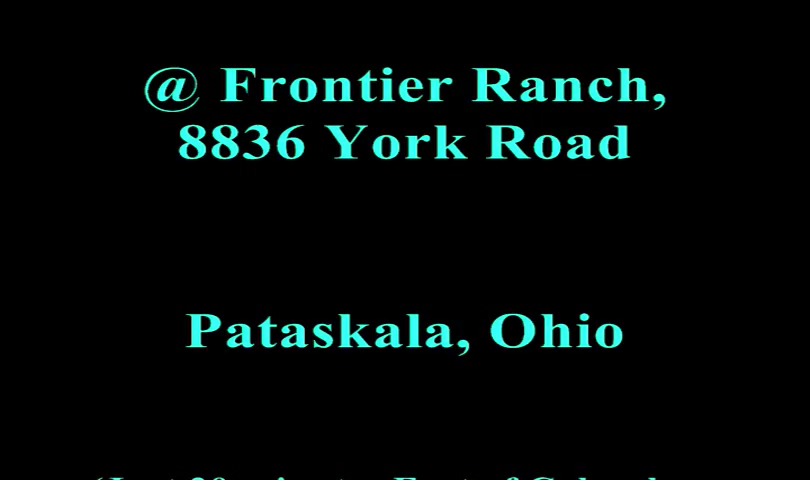 @ Frontier Ranch,
8836 York Road
Pataskala, Ohio